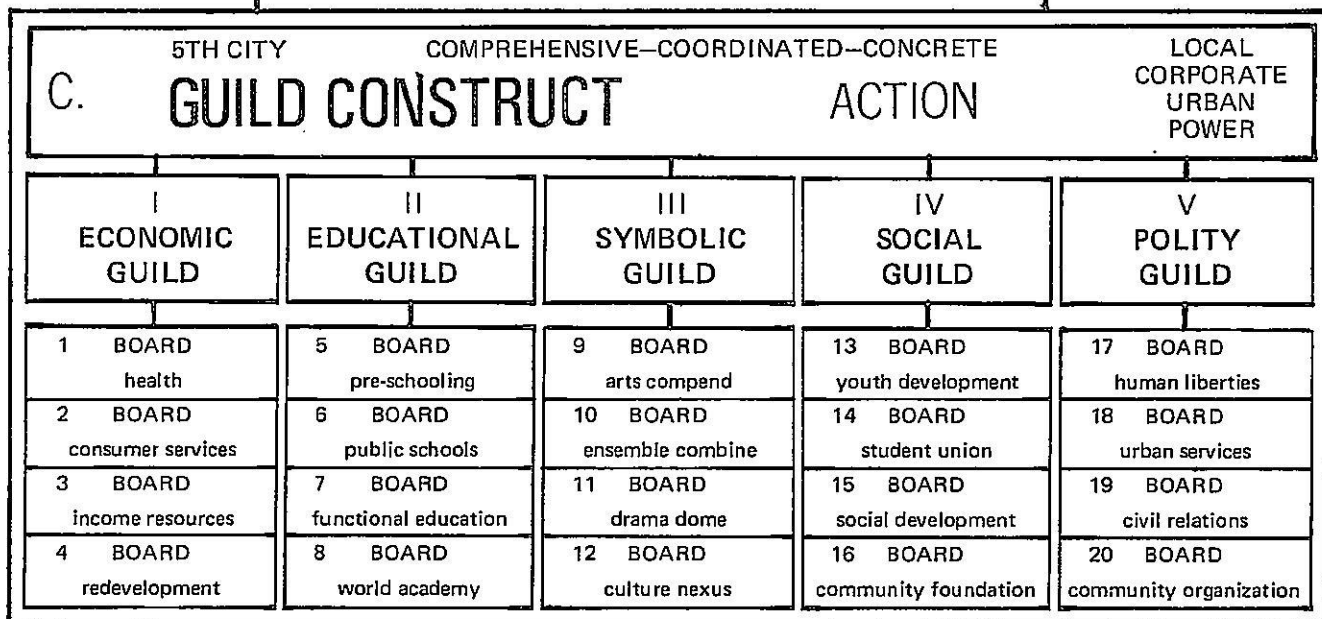 5TH CITY COMPREHENSIVE—COORDINATED—CONCRETE
C. GUILD CONSTRUCT ACTION
LOCAL
CORPORATE
URBAN
POWER
I
ECONOMIC
GUILD
1 BOARD
health
2 BOARD
consumer services
3 BOARD
income resources
4 BOARD
redevelopment
II
EDUCATIONAL
GUILD
5 BOARD
pre-schooling
6 BOARD
public schools
7 BOARD
functional education
8 BOARD
world academy
III
SYMBOLIC
GUILD
9 BOARD
arts compend
10 BOARD
ensemble combine
11 BOARD
drama dome
12 BOARD
culture nexus
IV
SOCIAL
GUILD
13 BOARD
youth development
14 BOARD
student union
15 BOARD
social development
16 BOARD
community foundation
V
POLITY
GUILD
17 BOARD
human liberties
18 BOARD
urban services
19 BOARD
civil relations
20 BOARD
community organization